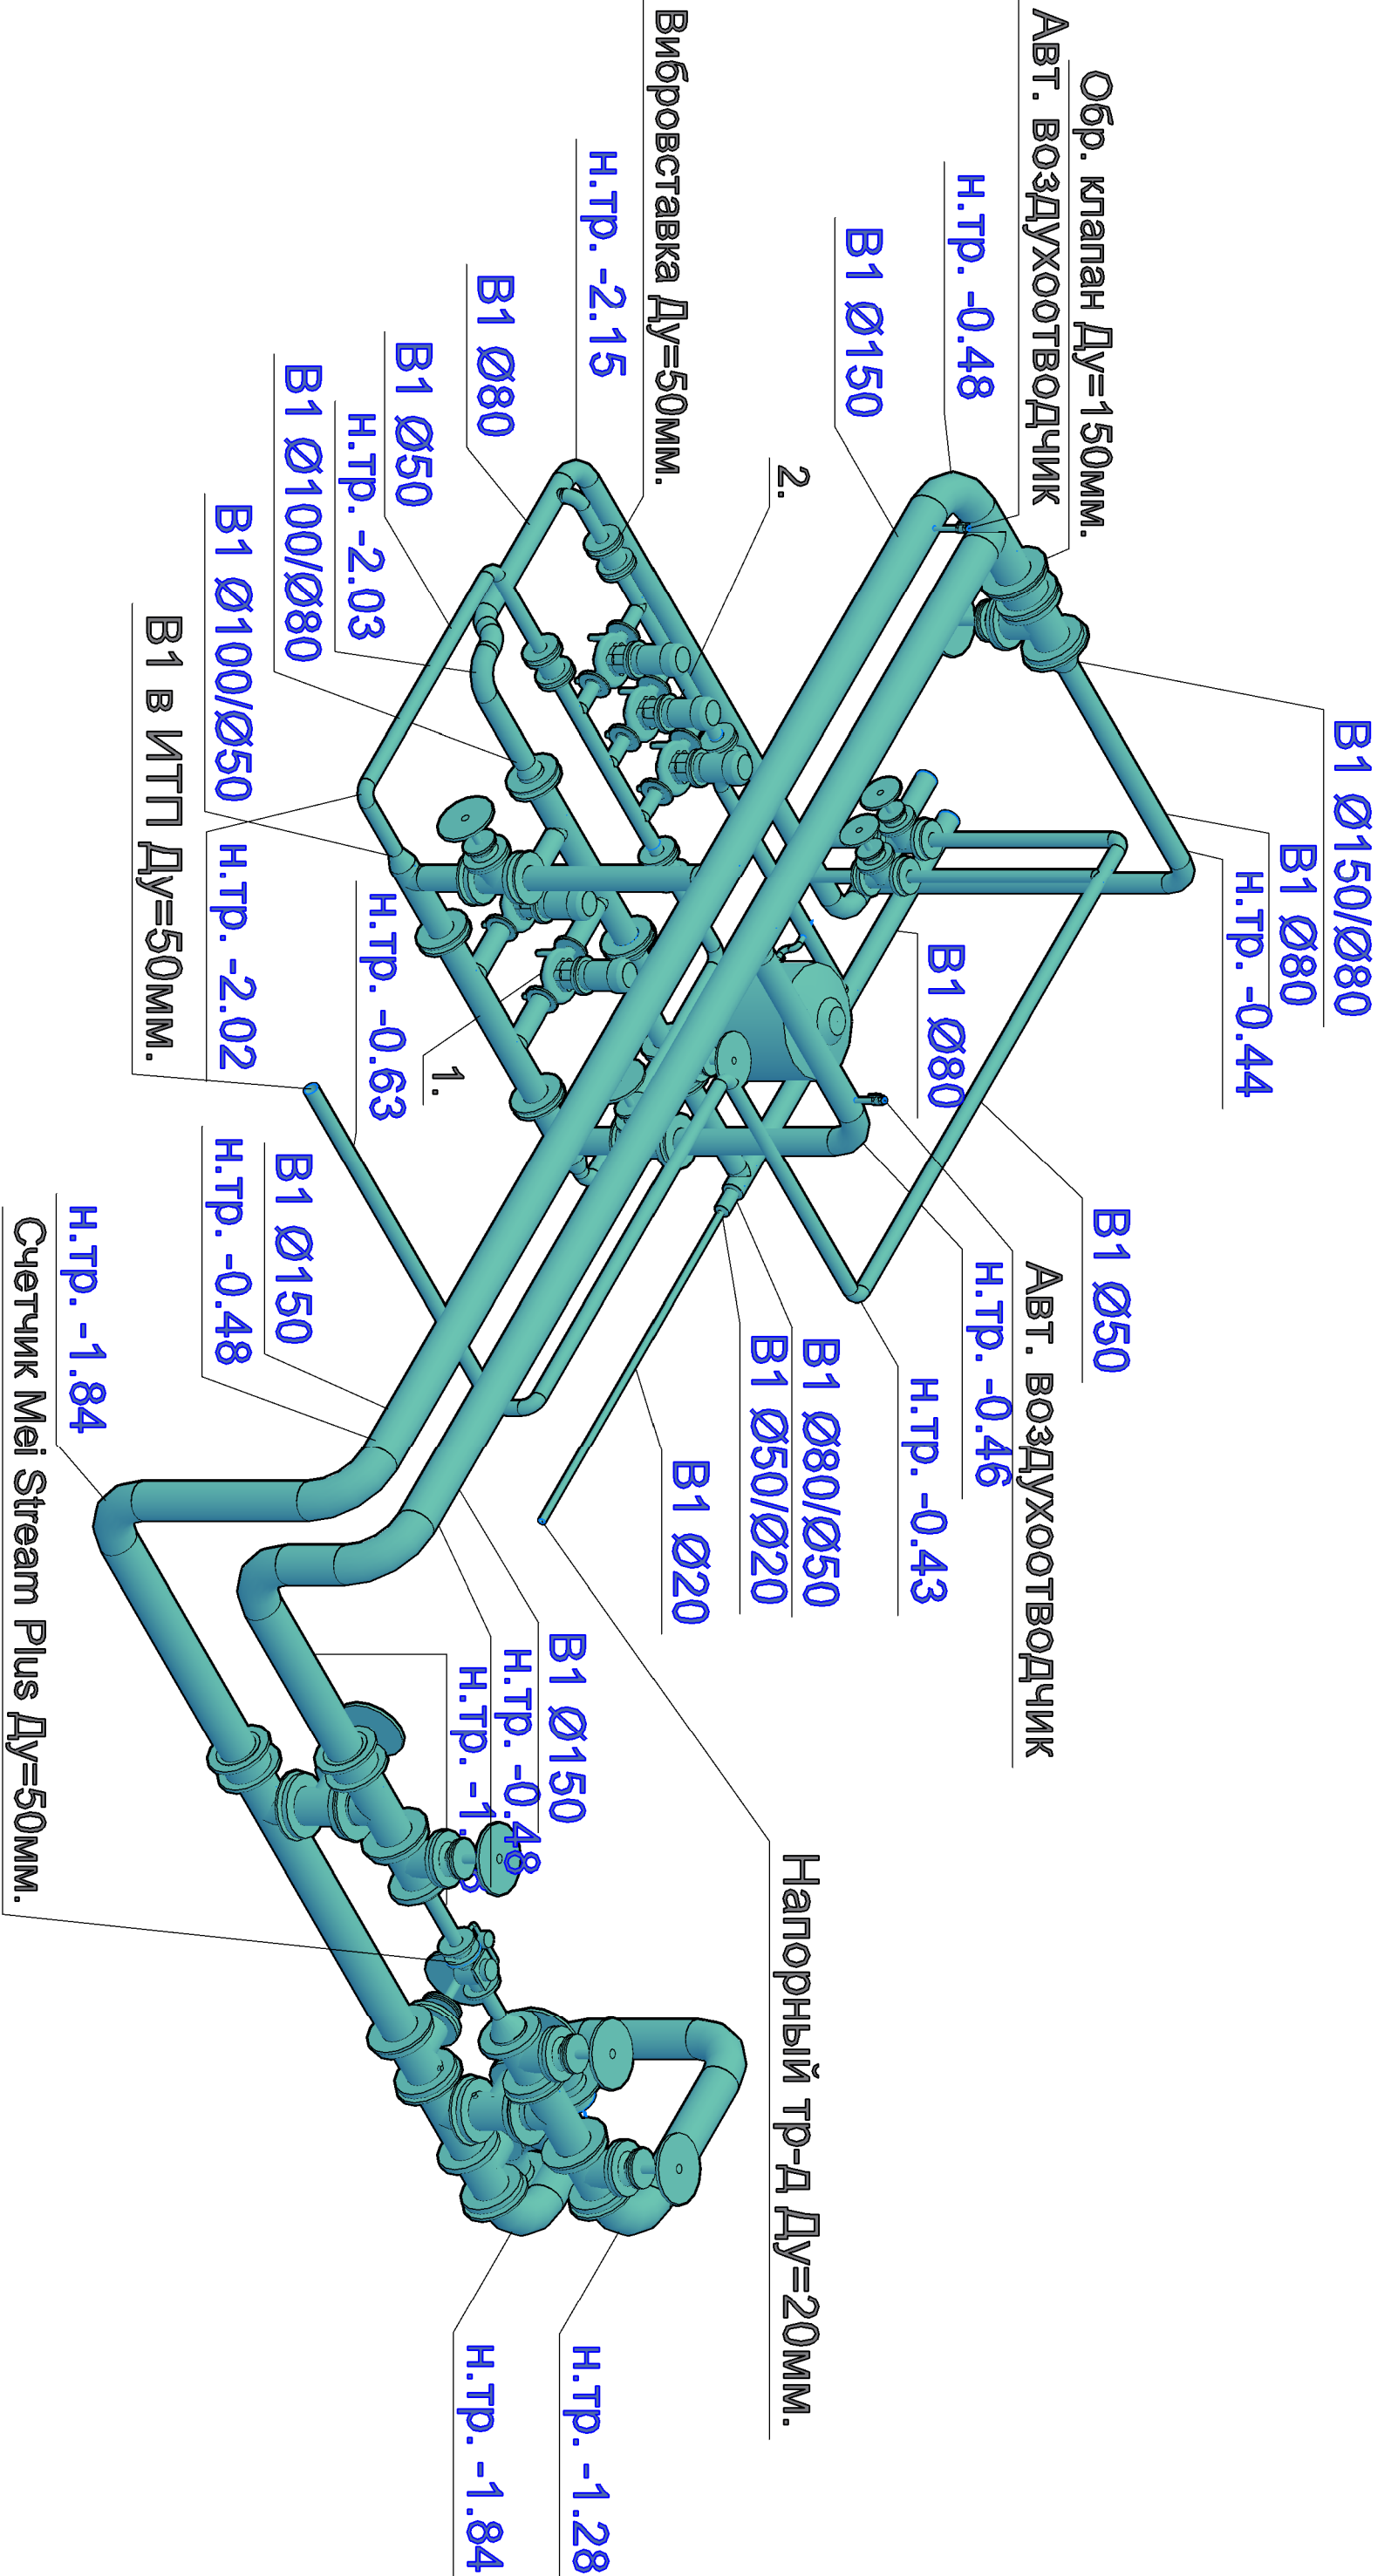 В1 Ø150/Ø80
В1 Ø80
н.тр. -0.44
В1 Ø50
Обр. клапан Ду=150мм.
Авт. воздухоотводчик
Авт. воздухоотводчик
н.тр. -0.46
н.тр. -0.48
В1 Ø80
н.тр. -0.43
В1 Ø150
В1 Ø80/Ø50
Напорный тр-д Ду=20мм.
2.
В1 Ø50/Ø20
В1 Ø20
Вибровставка Ду=50мм.
н.тр. -2.15
н.тр. -1.28
В1 Ø150
н.тр. -0.48
В1 Ø80
н.тр. -1.84
н.тр.
1.
В1 Ø50
н.тр. -0.63
н.тр. -2.03
В1 Ø100/Ø80
В1 Ø150
В1 Ø100/Ø50
н.тр. -2.02
н.тр. -0.48
В1 в ИТП Ду=50мм.
н.тр. -1.84
Счетчик Mei Stream Plus Ду=50мм.